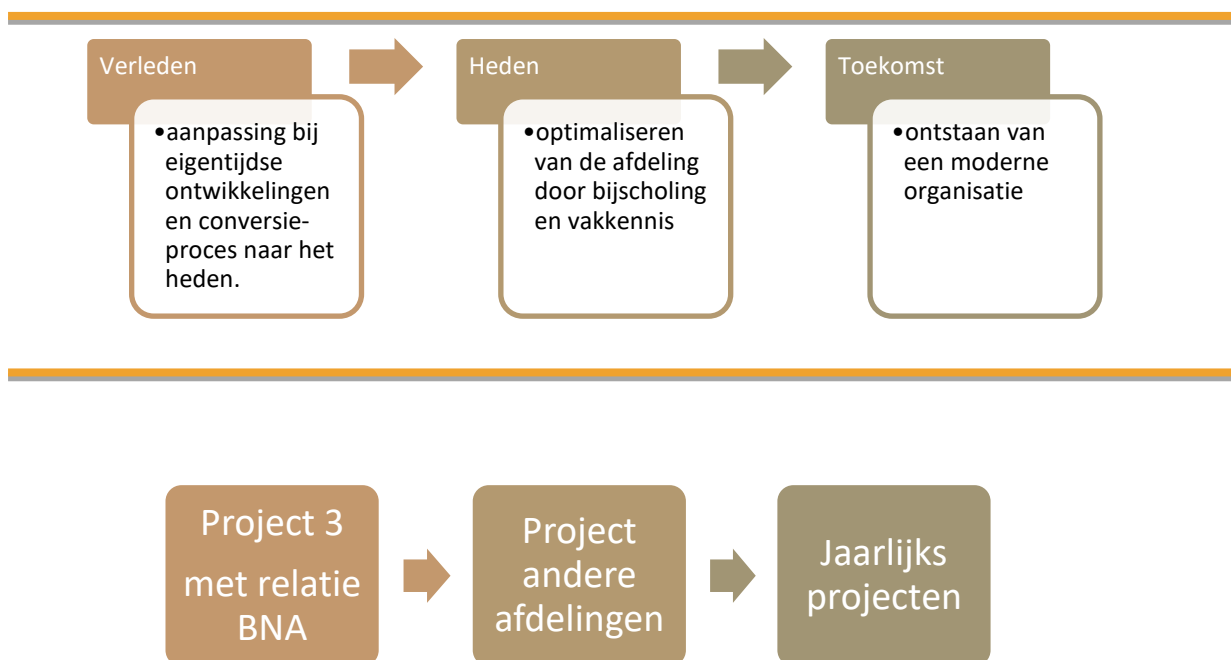 Verleden
•aanpassing bij
eigentijdse
ontwikkelingen
en conversie-
proces naar het
heden.
Heden
•optimaliseren
van de afdeling
door bijscholing
en vakkennis
Toekomst
•ontstaan van
een moderne
organisatie
Project 3
met relatie
BNA
Project
andere
afdelingen
Jaarlijks
projecten